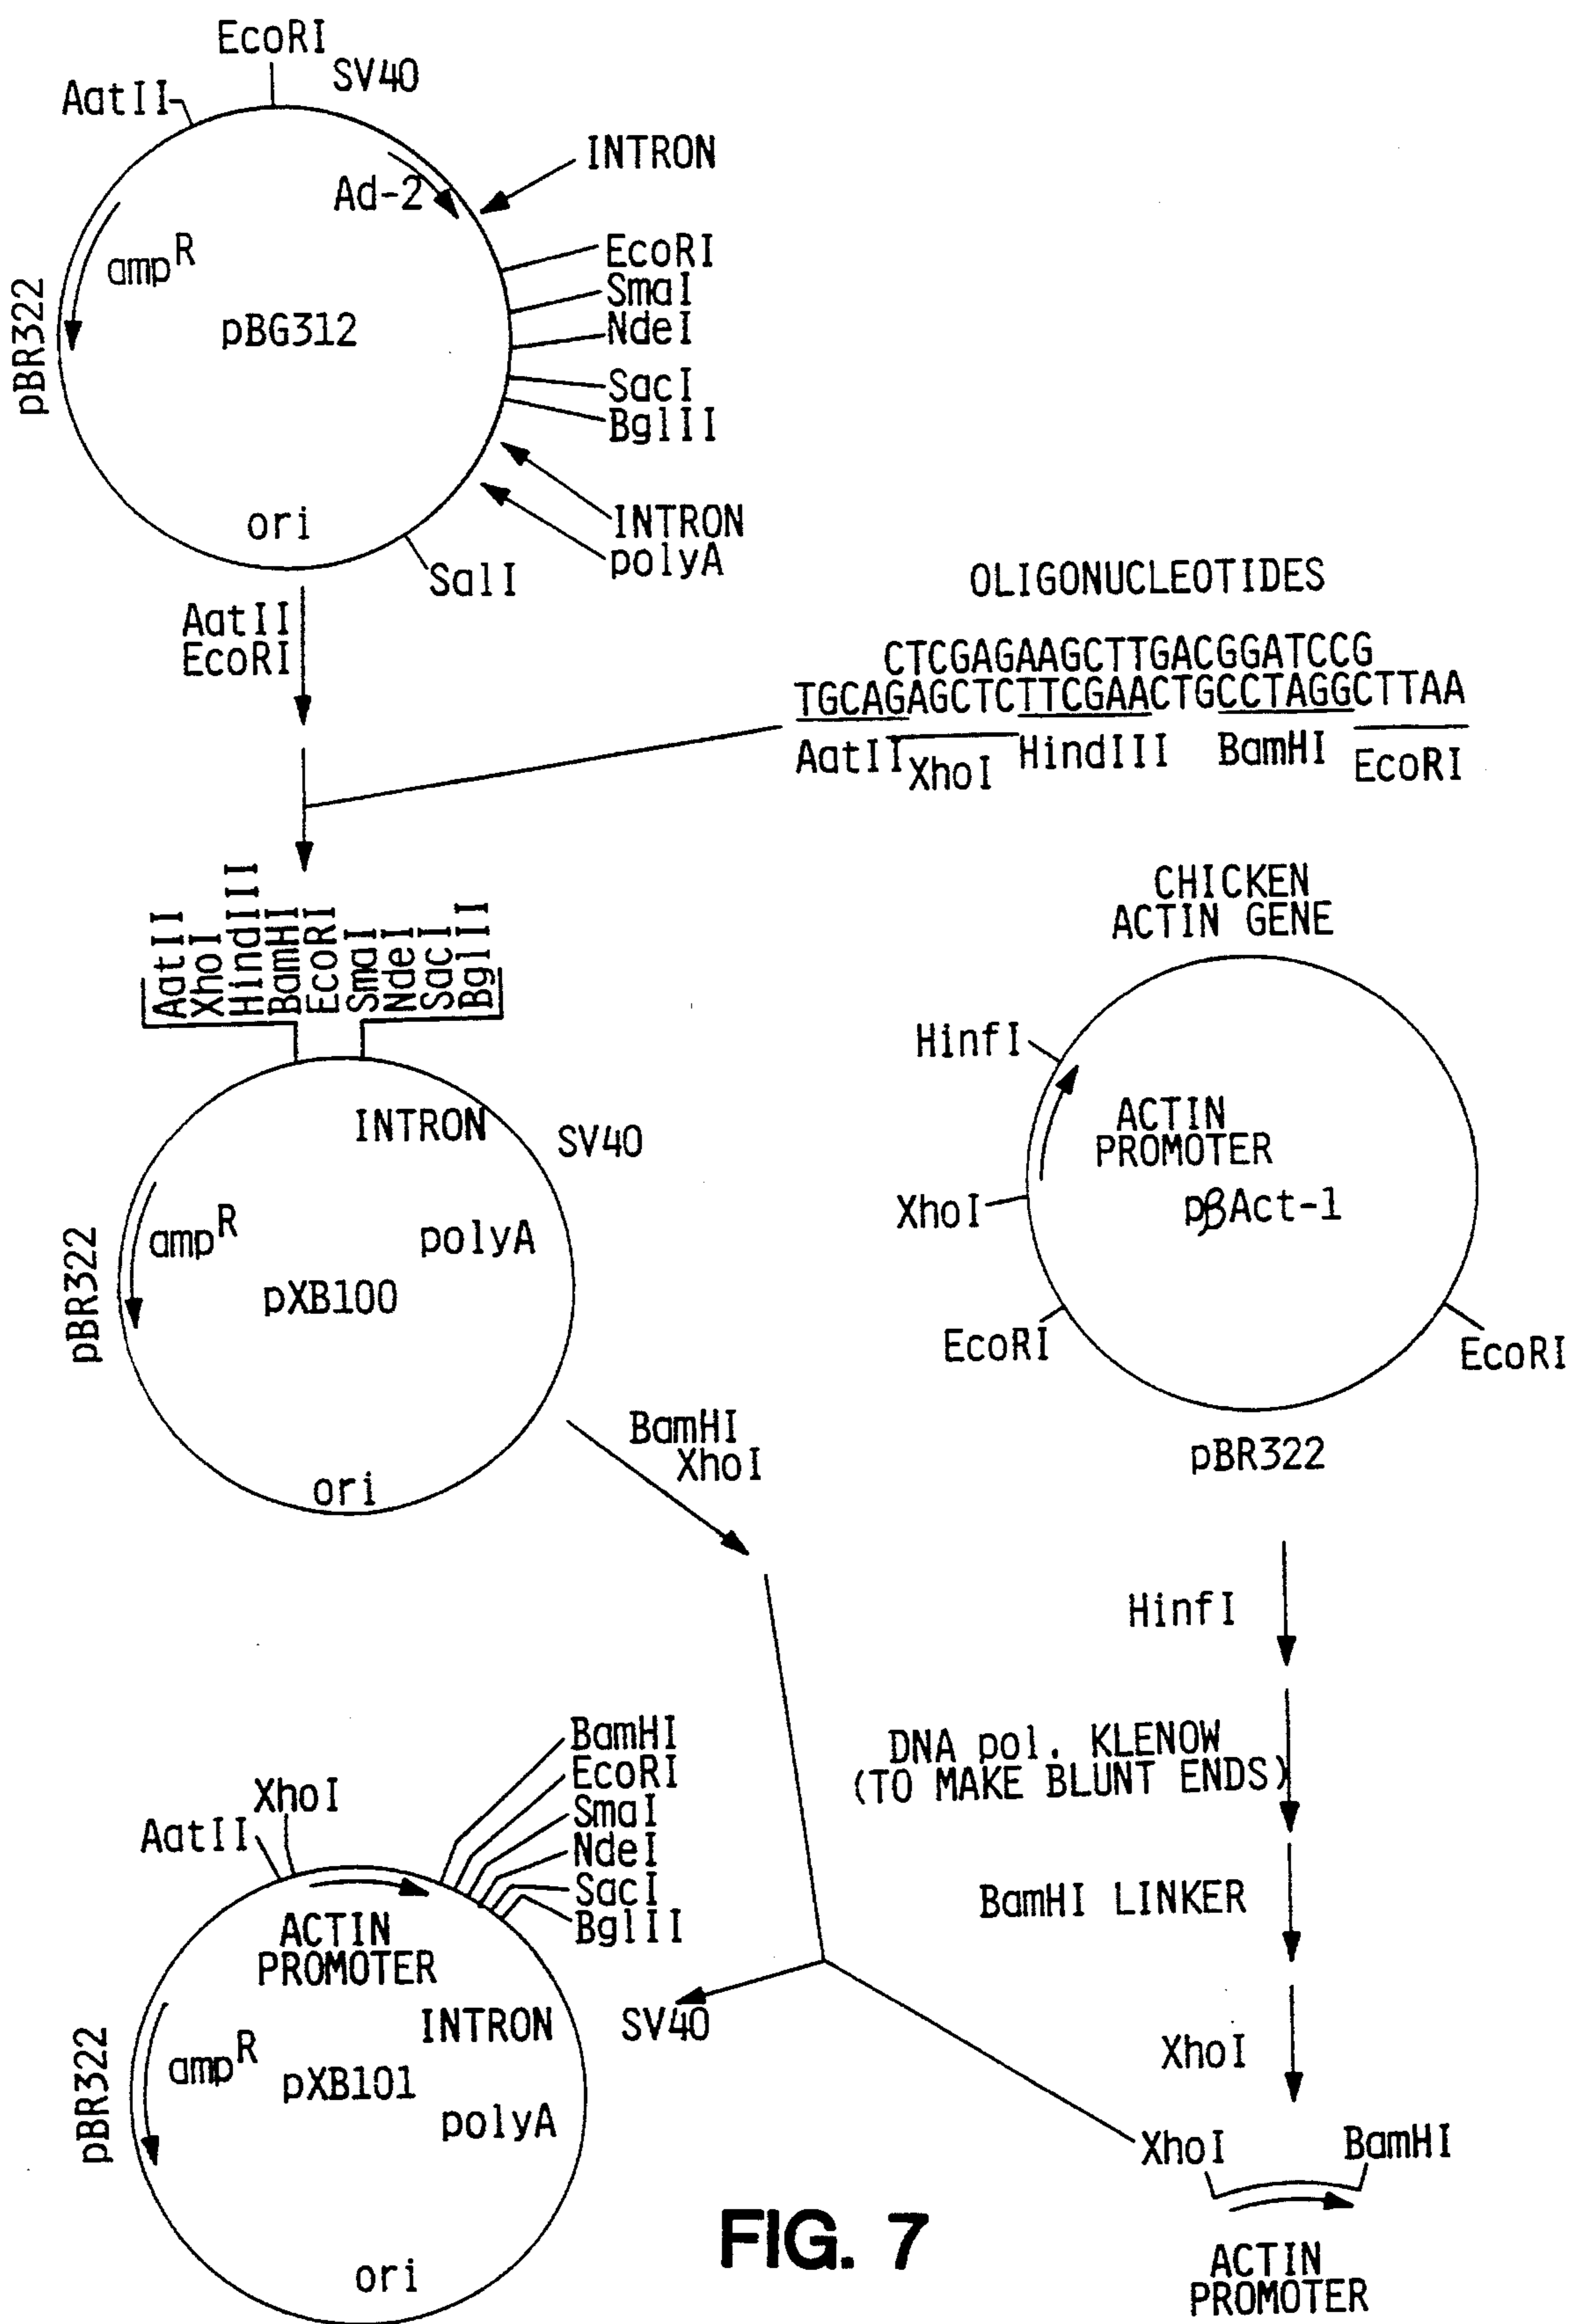 EcoRI
SV40
AatII
INTRON
Ad-2
EcoRI
ampR
SmaI
pBG312
NdeI
pBR322
SacI
BglII
INTRON
ori
polyA
SalI
AatII
EcoRI
OLIGONUCLEOTIDES
CTCGAGAAGCTTGACGGATCCG
TGCAGAGCTCTTCGAACTGCCTAGGCTTAA
AatII XhoI HindIII BamHI EcoRI
AatII
XhoI
HindIII
BamHI
EcoRI
SmaI
NdeI
SacI
BglII
INTRON
SV40
ampR
polyA
pBR322
pXB100
ori
CHICKEN
ACTIN GENE
HinfI
ACTIN
PROMOTER
XhoI
pβAct-1
EcoRI
EcoRI
pBR322
BamHI
XhoI
HinfI
DNA pol. KLENOW
(TO MAKE BLUNT ENDS)
BamHI LINKER
XhoI
XhoI
BamHI
ACTIN
PROMOTER
BamHI
EcoRI
SmaI
NdeI
SacI
BglII
XhoI
AatII
ACTIN
PROMOTER
INTRON
SV40
ampR
pXB101
pBR322
polyA
ori
FIG. 7